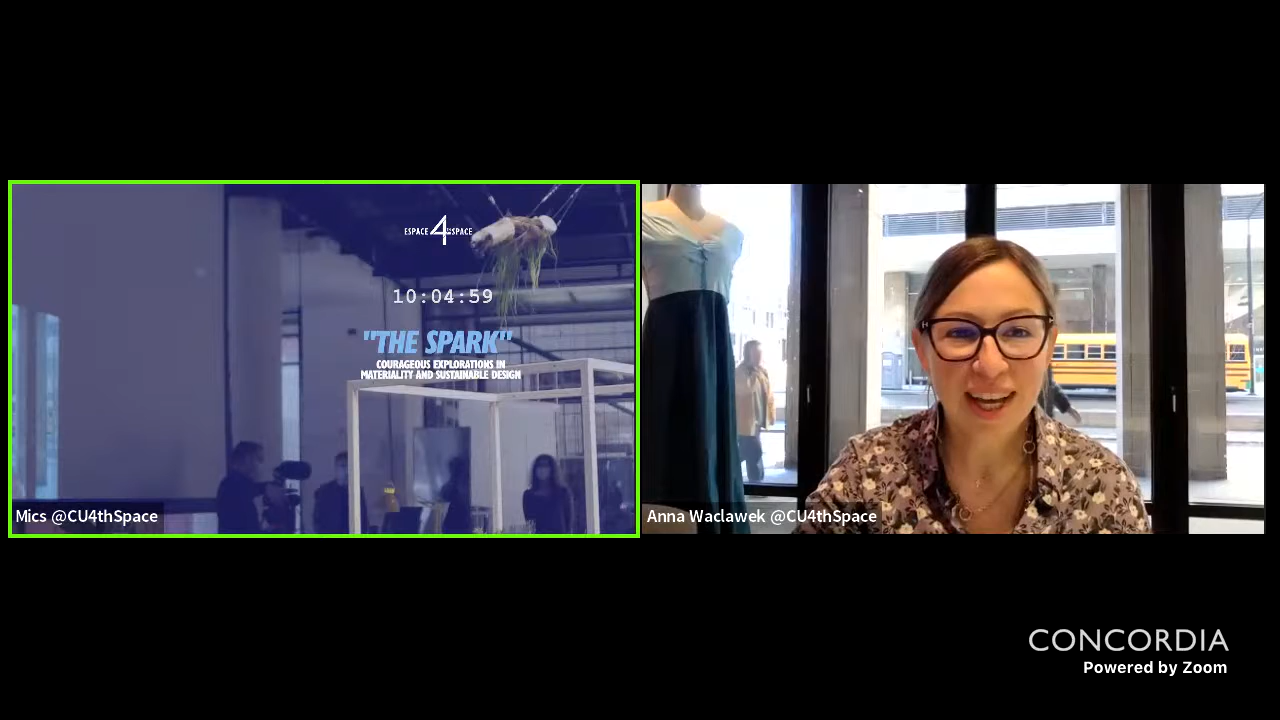 ESPACE 4TH SPACE
10:04:59
"THE SPARK"
COURAGEOUS EXPLORATIONS IN
MATERIALITY AND SUSTAINABLE DESIGN
Mics @CU4thSpace
Anna Waclawek @CU4thSpace
CONCORDIA
Powered by Zoom